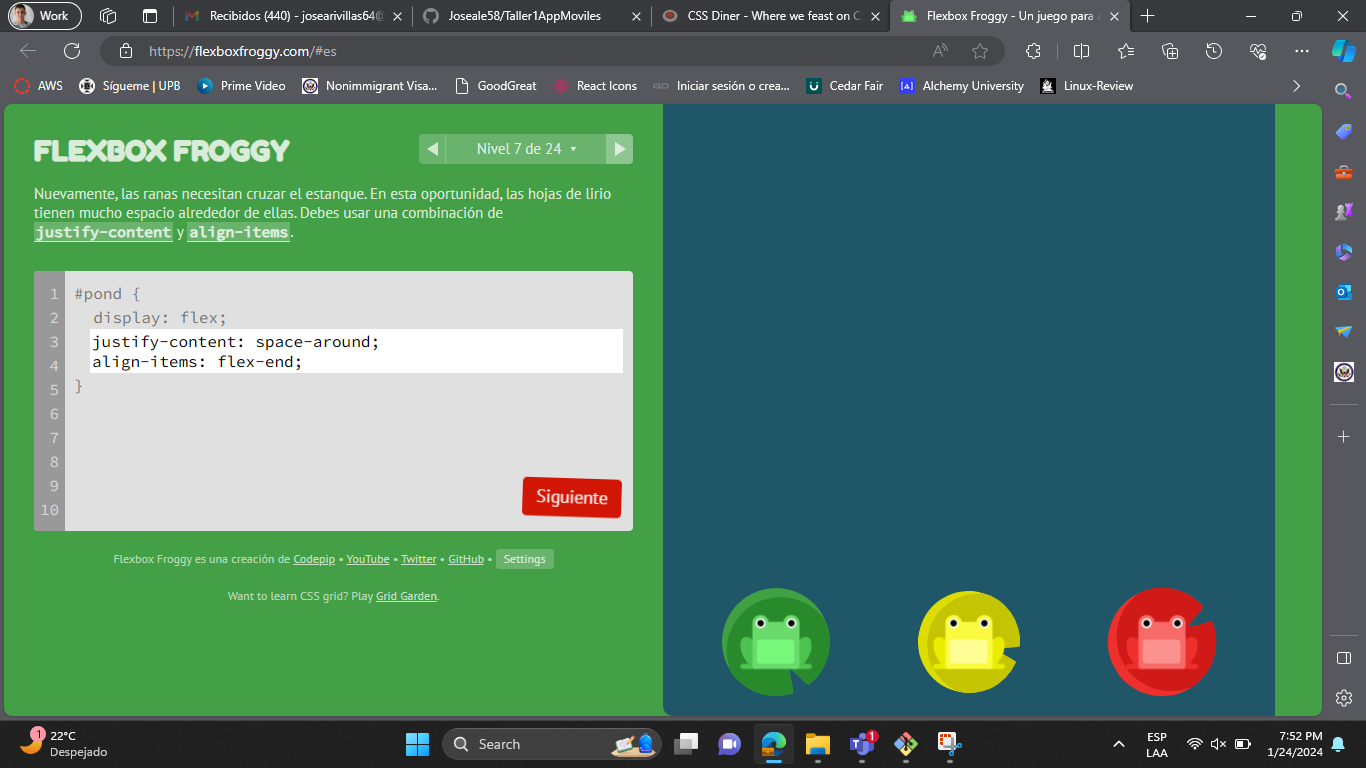 Work
Recibidos (440) - josearivillas64@
Joseale58/Taller1AppMoviles
CSS Diner - Where we feast on C
Flexbox Froggy - Un juego para a
https://flexboxfroggy.com/#es
AWS
Sígueme | UPB
Prime Video
Nonimmigrant Visa...
GoodGreat
React Icons
Iniciar sesión o crea...
Cedar Fair
Alchemy University
Linux-Review
FLEXBOX FROGGY
Nivel 7 de 24
Nuevamente, las ranas necesitan cruzar el estanque. En esta oportunidad, las hojas de lirio
tienen mucho espacio alrededor de ellas. Debes usar una combinación de
justify-content y align-items.
1 #pond {
2 display: flex;
3 justify-content: space-around;
4 align-items: flex-end;
5 }
6
7
8
9
10
Siguiente
Flexbox Froggy es una creación de Codepip • YouTube • Twitter • GitHub • Settings
Want to learn CSS grid? Play Grid Garden.
1
22°C
Despejado
Search
1
ESP
LAA
7:52 PM
1/24/2024